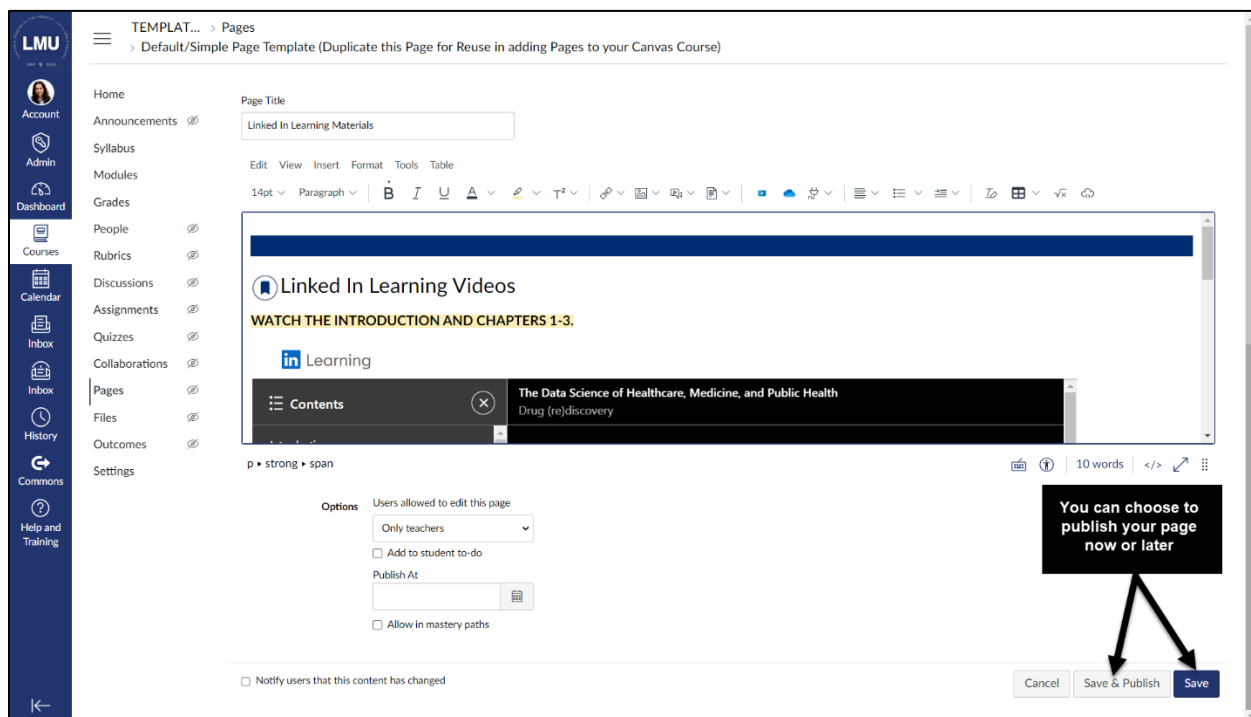 LMU
TEMPLAT... > Pages
> Default/Simple Page Template (Duplicate this Page for Reuse in adding Pages to your Canvas Course)
Account
Admin
Dashboard
Courses
Calendar
Inbox
Inbox
History
Commons
Help and
Training
Home
Announcements
Syllabus
Modules
Grades
People
Rubrics
Discussions
Assignments
Quizzes
Collaborations
Pages
Files
Outcomes
Settings
Page Title
Linked In Learning Materials
Edit View Insert Format Tools Table
14pt Paragraph B I U A T²
Linked In Learning Videos
WATCH THE INTRODUCTION AND CHAPTERS 1-3.
in Learning
Contents
The Data Science of Healthcare, Medicine, and Public Health
Drug (re)discovery
p ▸ strong ▸ span
10 words </>
Options
Users allowed to edit this page
Only teachers
Add to student to-do
Publish At
Allow in mastery paths
You can choose to
publish your page
now or later
Notify users that this content has changed
Cancel
Save & Publish
Save